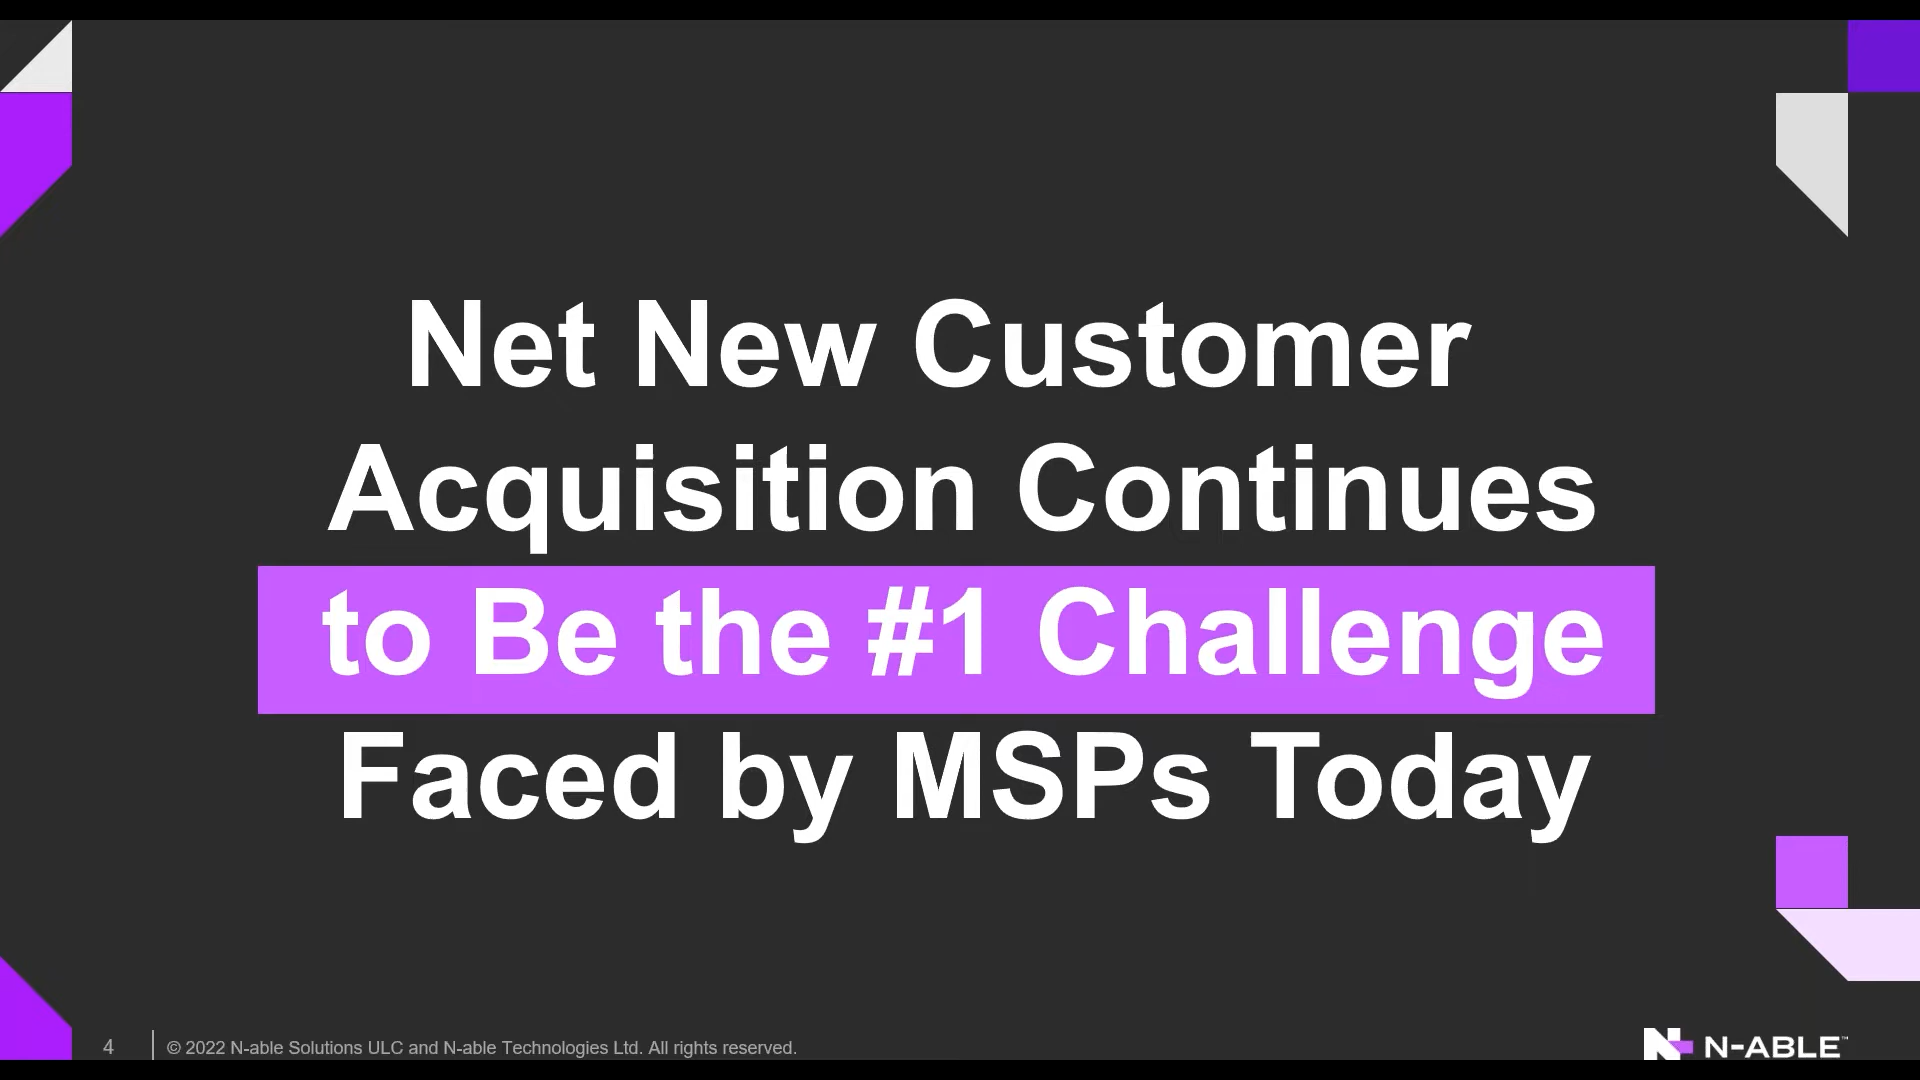 Net New Customer
Acquisition Continues
to Be the #1 Challenge
Faced by MSPs Today
4
© 2022 N-able Solutions ULC and N-able Technologies Ltd. All rights reserved.
N-ABLE™